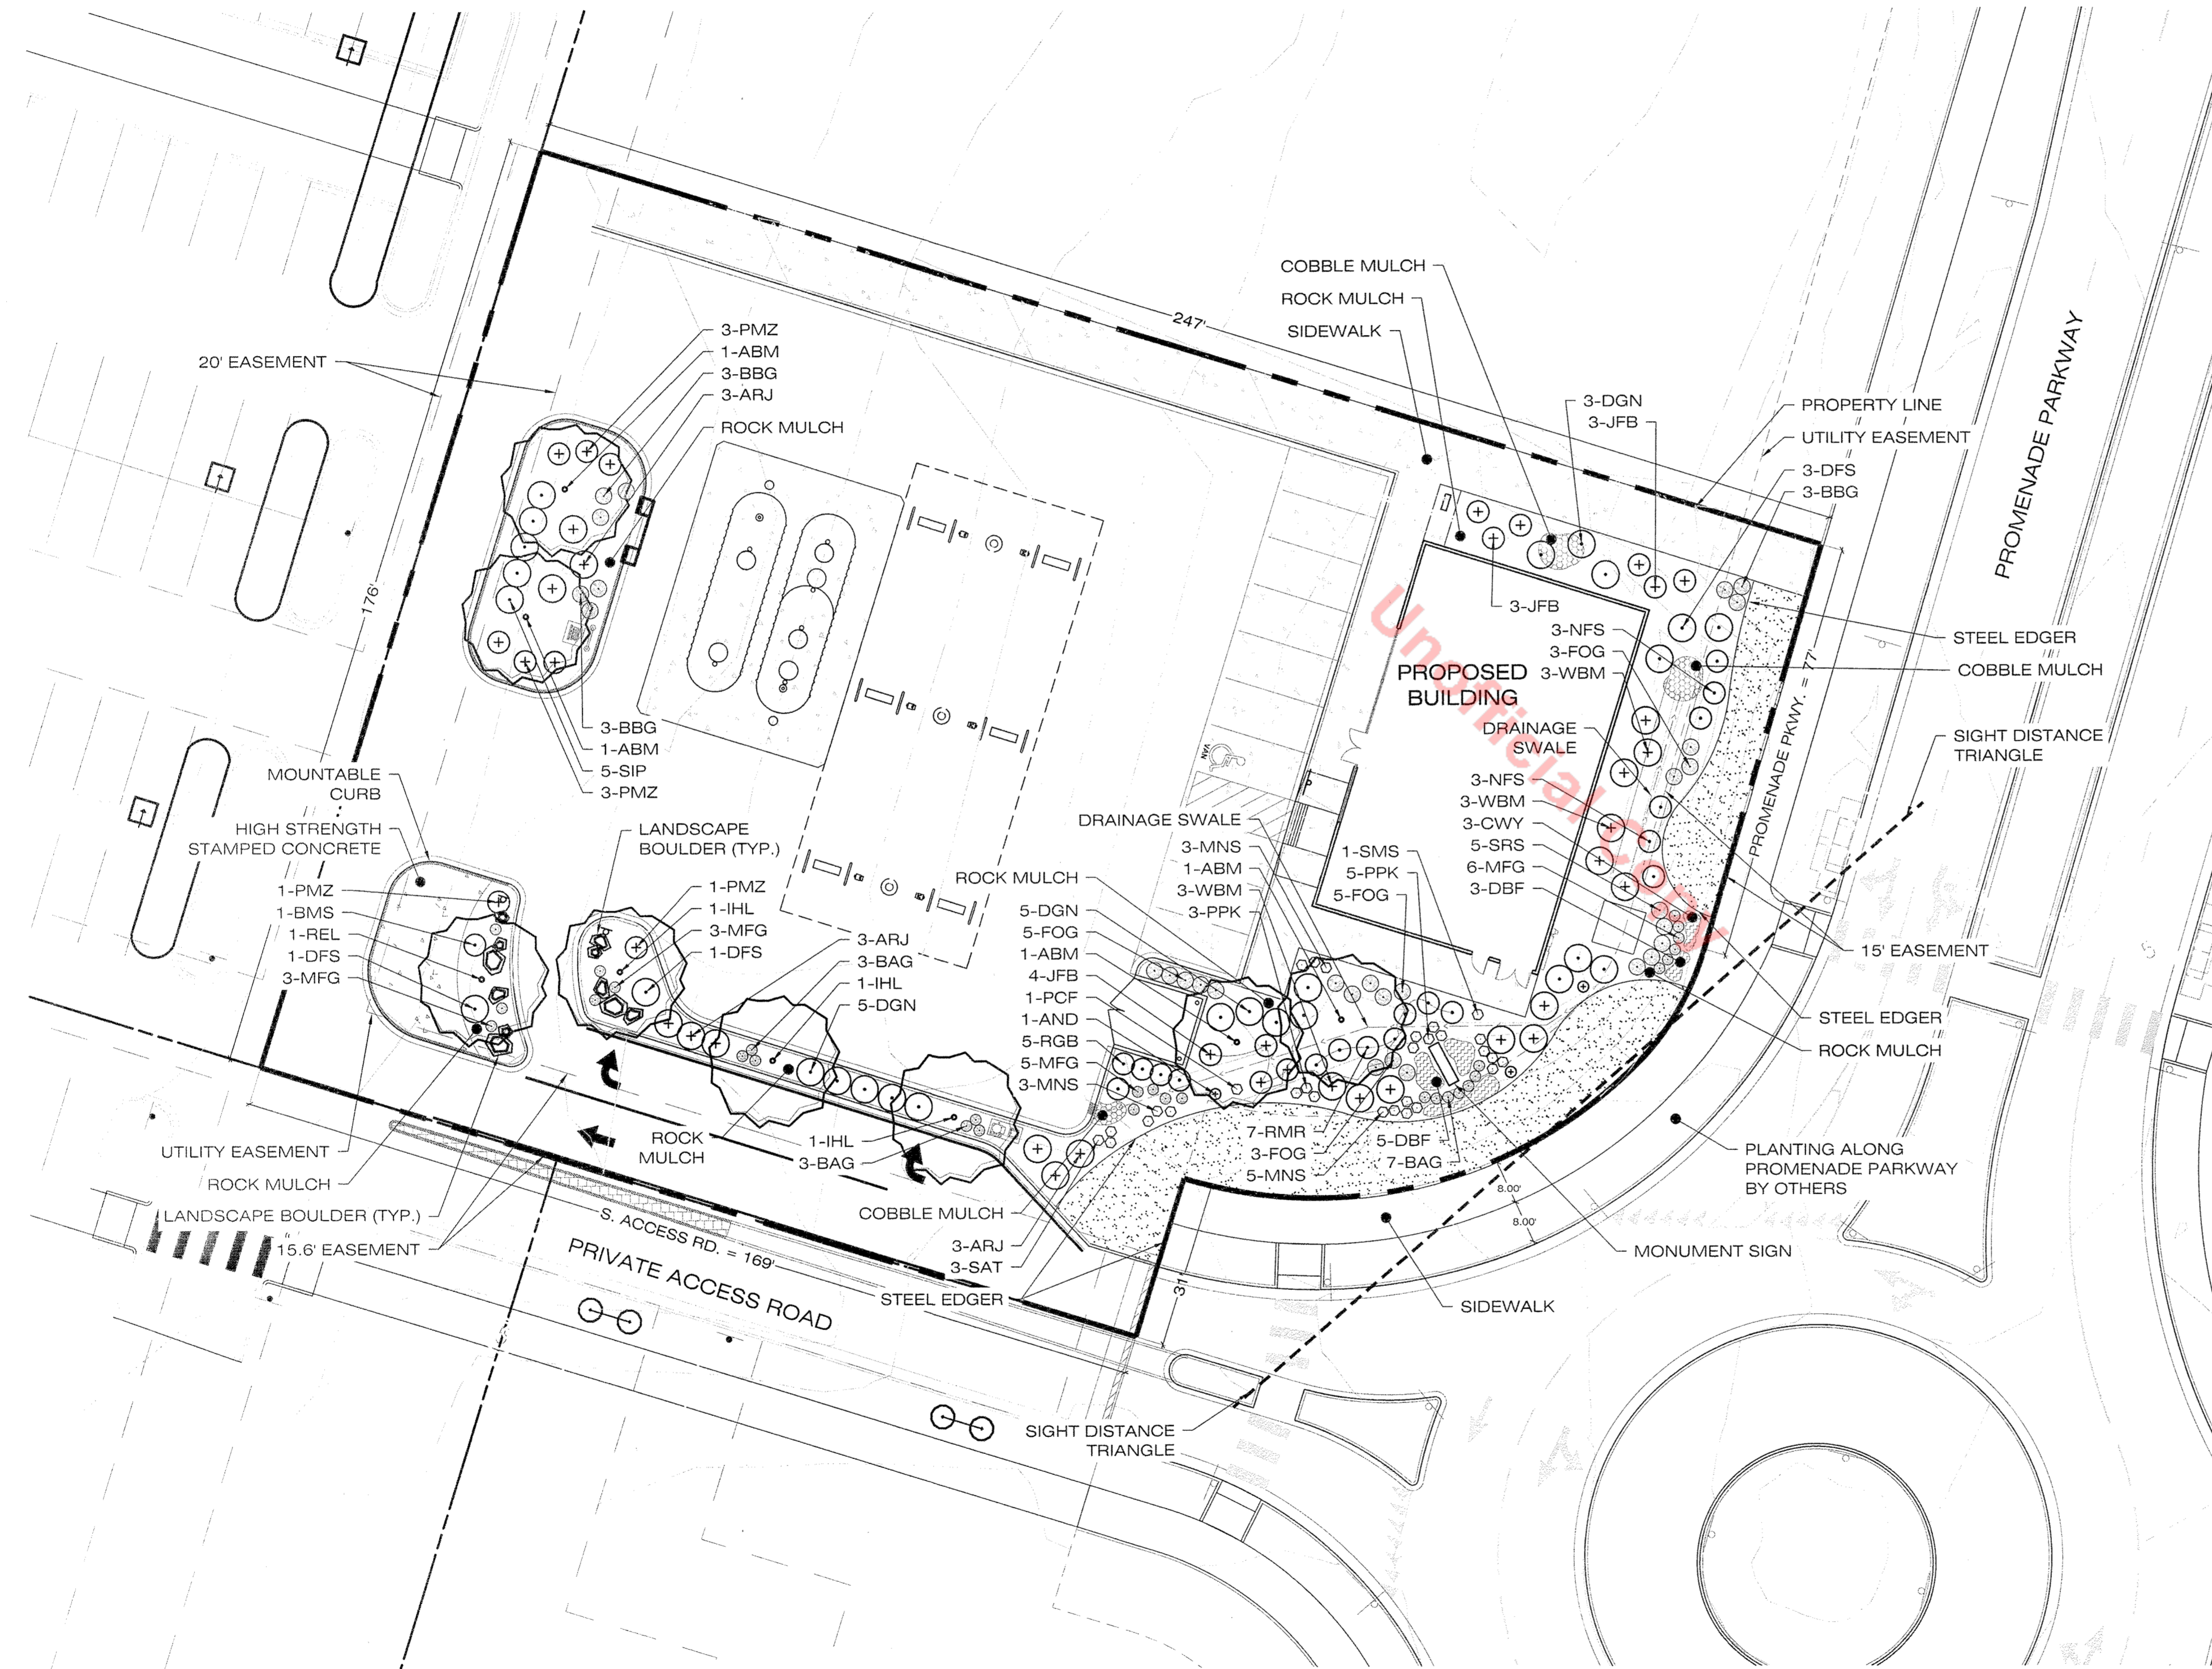 COBBLE MULCH
ROCK MULCH
SIDEWALK
247'
20' EASEMENT
3-PMZ
1-ABM
3-BBG
3-ARJ
ROCK MULCH
176'
3-DGN
3-JFB
PROPERTY LINE
UTILITY EASEMENT
3-DFS
3-BBG
PROMENADE PARKWAY
3-JFB
3-NFS
3-FOG
3-WBM
PROPOSED
BUILDING
DRAINAGE
SWALE
STEEL EDGER
COBBLE MULCH
PROMENADE PKWY. = 77'
SIGHT DISTANCE
TRIANGLE
Unofficial Copy
3-BBG
1-ABM
5-SIP
3-PMZ
MOUNTABLE
CURB
HIGH STRENGTH
STAMPED CONCRETE
1-PMZ
1-BMS
1-REL
1-DFS
3-MFG
LANDSCAPE
BOULDER (TYP.)
1-PMZ
1-IHL
3-MFG
1-DFS
3-ARJ
3-BAG
1-IHL
5-DGN
VAN
DRAINAGE SWALE
3-MNS
1-ABM
3-WBM
3-PPK
ROCK MULCH
5-DGN
5-FOG
1-ABM
4-JFB
1-PCF
1-AND
5-RGB
5-MFG
3-MNS
1-SMS
5-PPK
5-FOG
3-NFS
3-WBM
3-CWY
5-SRS
6-MFG
3-DBF
15' EASEMENT
STEEL EDGER
ROCK MULCH
UTILITY EASEMENT
ROCK MULCH
LANDSCAPE BOULDER (TYP.)
15.6' EASEMENT
ROCK
MULCH
1-IHL
3-BAG
COBBLE MULCH
3-ARJ
3-SAT
STEEL EDGER
7-RMR
3-FOG
5-MNS
5-DBF
7-BAG
8.00'
8.00'
PLANTING ALONG
PROMENADE PARKWAY
BY OTHERS
MONUMENT SIGN
SIDEWALK
S. ACCESS RD. = 169'
PRIVATE ACCESS ROAD
31'
SIGHT DISTANCE
TRIANGLE